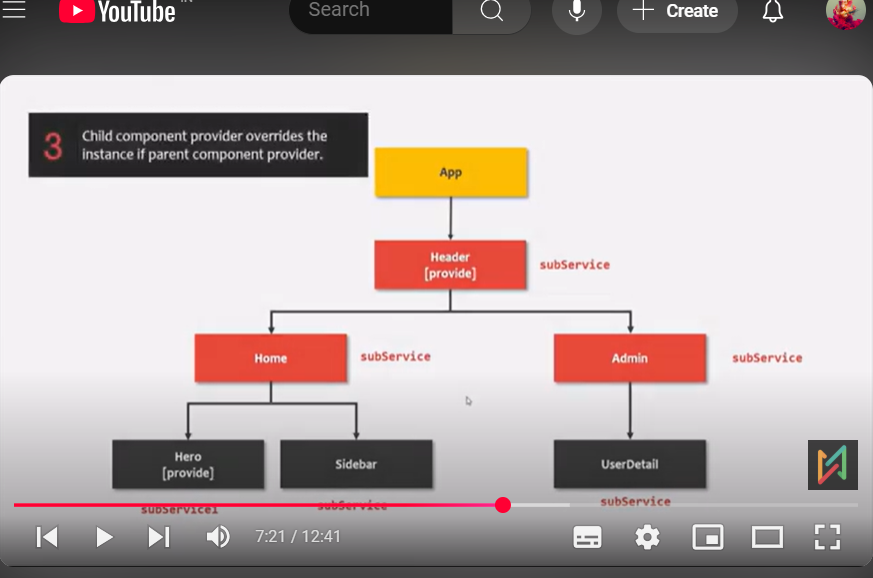 YouTube IN
Search
Create
3
Child component provider overrides the
instance if parent component provider.
App
Header
[provide]
subService
Home
subService
Admin
subService
Hero
[provide]
Sidebar
UserDetail
subService1
subService
subService
7:21 / 12:41